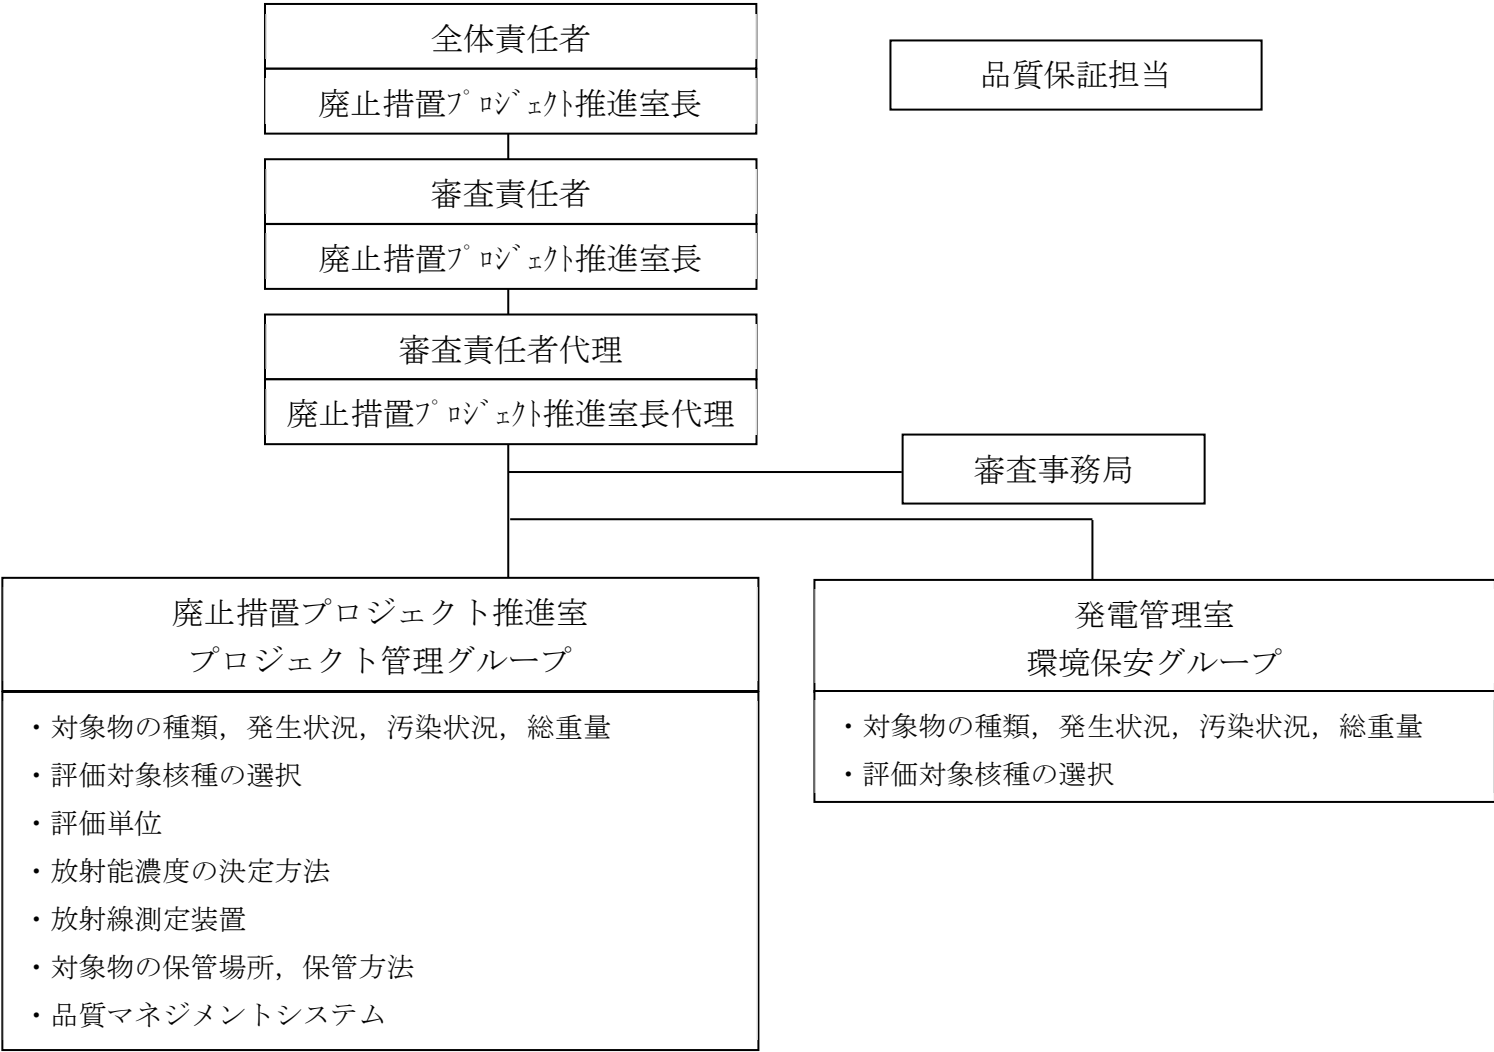 全体責任者
廃止措置ﾌﾟﾛｼﾞｪｸﾄ推進室長
品質保証担当
審査責任者
廃止措置ﾌﾟﾛｼﾞｪｸﾄ推進室長
審査責任者代理
廃止措置ﾌﾟﾛｼﾞｪｸﾄ推進室長代理
審査事務局
廃止措置プロジェクト推進室
プロジェクト管理グループ
・対象物の種類，発生状況，汚染状況，総重量
・評価対象核種の選択
・評価単位
・放射能濃度の決定方法
・放射線測定装置
・対象物の保管場所，保管方法
・品質マネジメントシステム
発電管理室
環境保安グループ
・対象物の種類，発生状況，汚染状況，総重量
・評価対象核種の選択